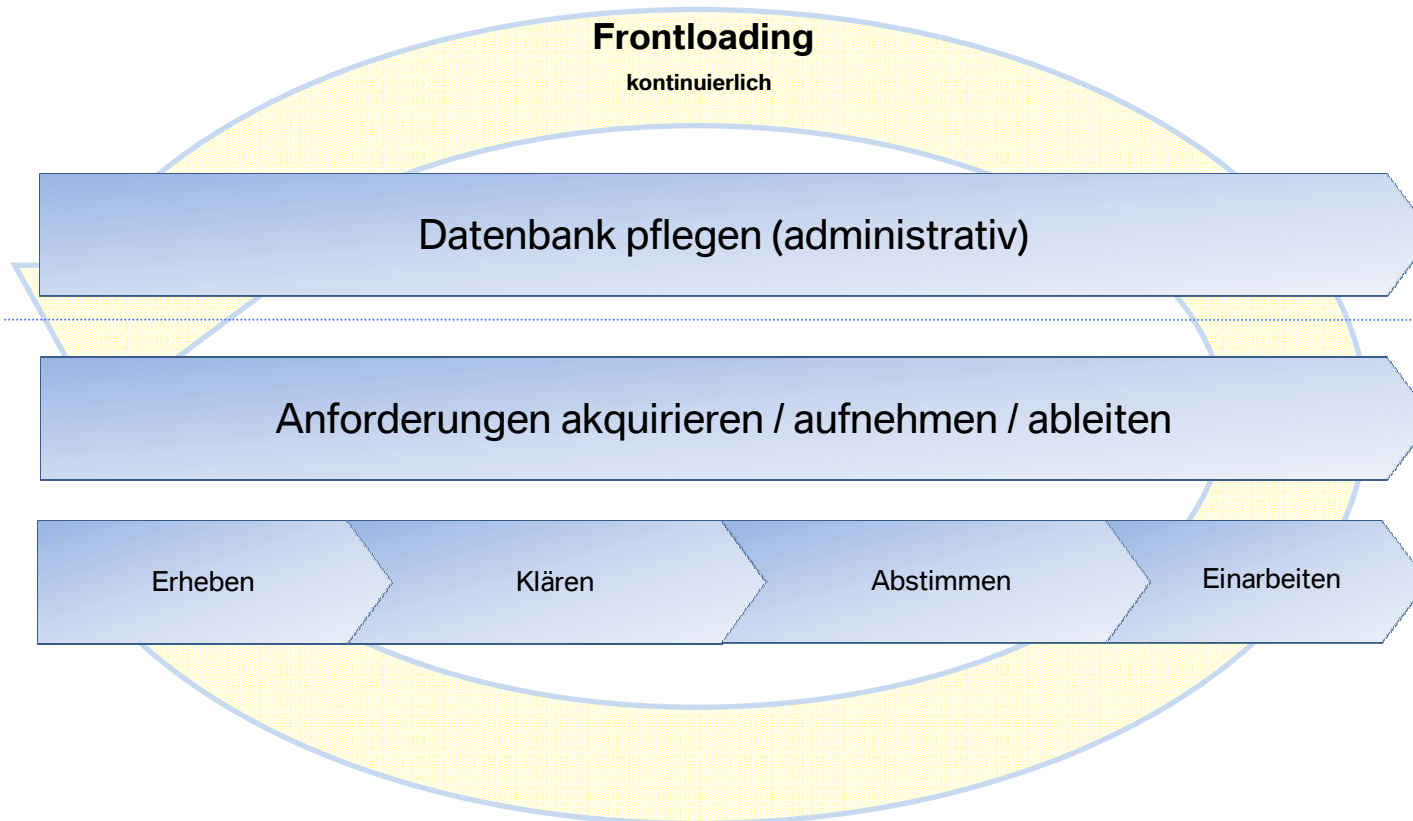 Frontloading
kontinuierlich
Datenbank pflegen (administrativ)
Anforderungen akquirieren / aufnehmen / ableiten
Erheben
Klären
Abstimmen
Einarbeiten